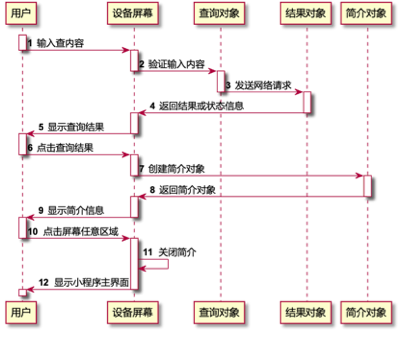 用户 设备屏幕 查询对象 结果对象 简介对象
1 输入查内容
2 验证输入内容
3 发送网络请求
4 返回结果或状态信息
5 显示查询结果
6 点击查询结果
7 创建简介对象
8 返回简介对象
9 显示简介信息
10 点击屏幕任意区域
11 关闭简介
12 显示小程序主界面
用户 设备屏幕 查询对象 结果对象 简介对象